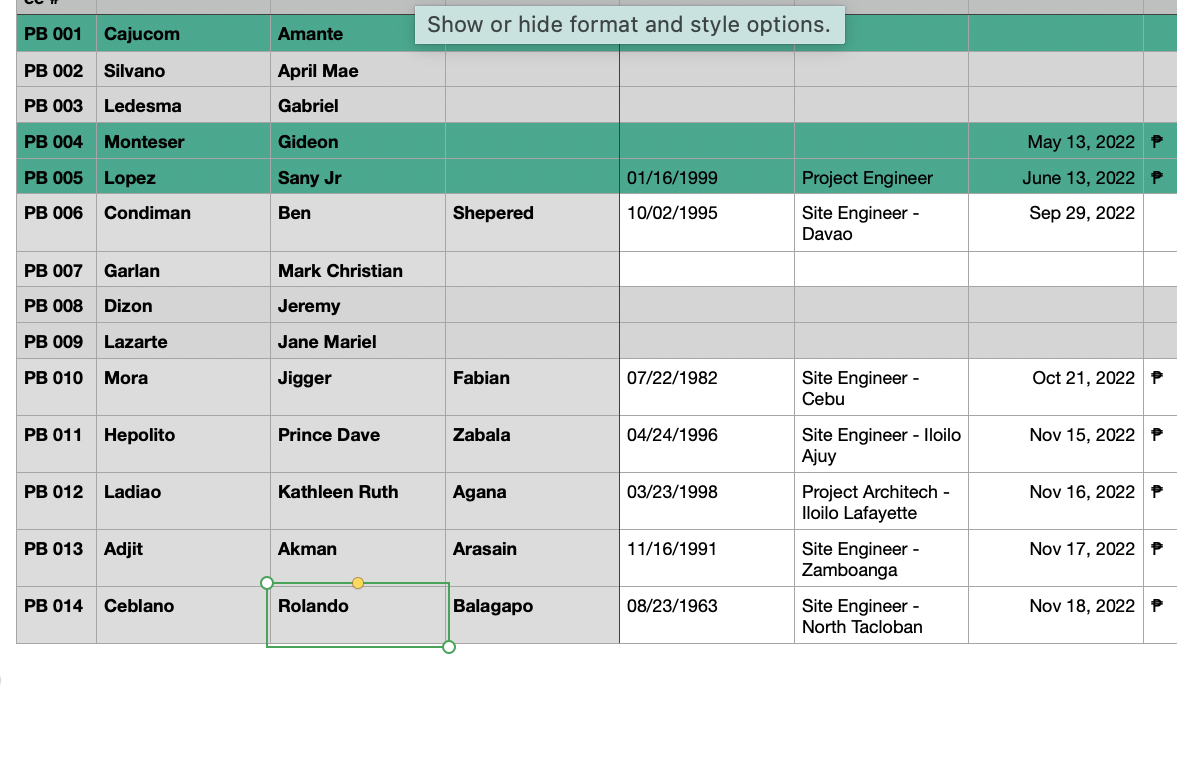 Show or hide format and style options.
PB 001 Cajucom Amante
PB 002 Silvano April Mae
PB 003 Ledesma Gabriel
PB 004 Monteser Gideon May 13, 2022 ₱
PB 005 Lopez Sany Jr 01/16/1999 Project Engineer June 13, 2022 ₱
PB 006 Condiman Ben Shepered 10/02/1995 Site Engineer - Sep 29, 2022
Davao
PB 007 Garlan Mark Christian
PB 008 Dizon Jeremy
PB 009 Lazarte Jane Mariel
PB 010 Mora Jigger Fabian 07/22/1982 Site Engineer - Oct 21, 2022 ₱
Cebu
PB 011 Hepolito Prince Dave Zabala 04/24/1996 Site Engineer - Iloilo Nov 15, 2022 ₱
Ajuy
PB 012 Ladiao Kathleen Ruth Agana 03/23/1998 Project Architech - Nov 16, 2022 ₱
Iloilo Lafayette
PB 013 Adjit Akman Arasain 11/16/1991 Site Engineer - Nov 17, 2022 ₱
Zamboanga
PB 014 Ceblano Rolando Balagapo 08/23/1963 Site Engineer - Nov 18, 2022 ₱
North Tacloban